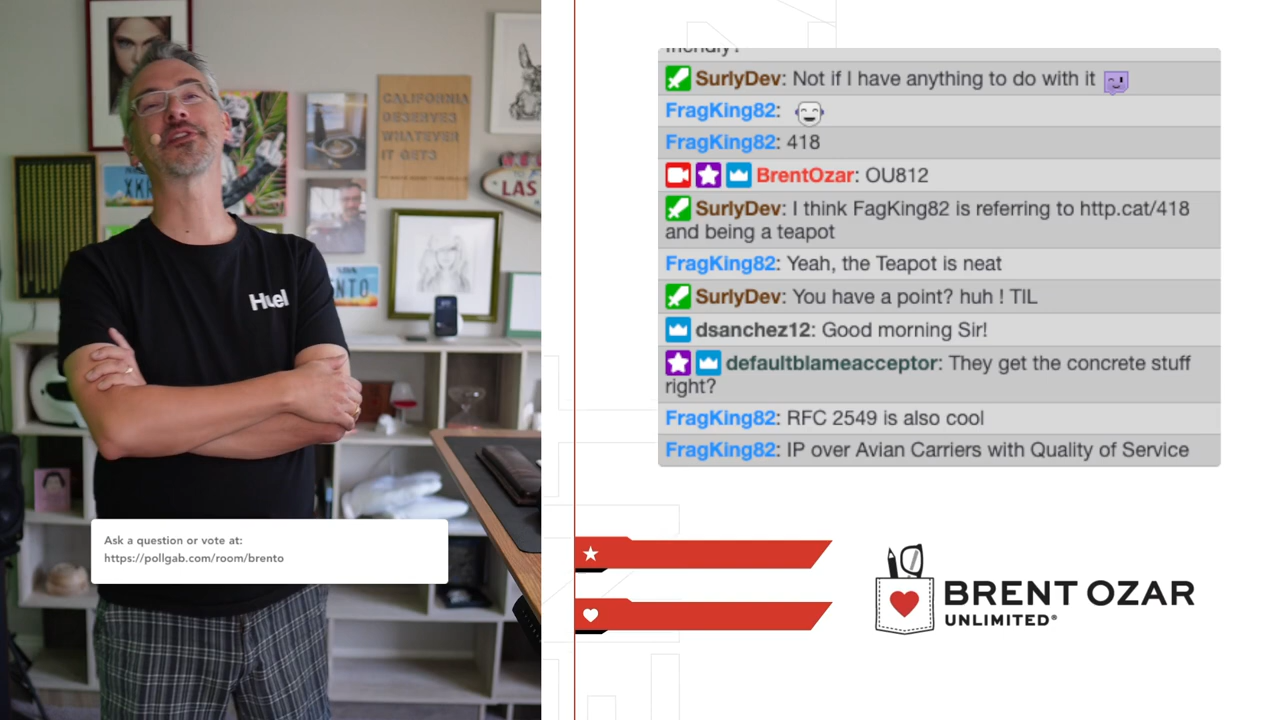 CALIFORNIA
DESERVES
WHATEVER
IT GETS
LAS
Huel
Ask a question or vote at:
https://pollgab.com/room/brento
friendly?
SurlyDev: Not if I have anything to do with it
FragKing82:
FragKing82: 418
BrentOzar: OU812
SurlyDev: I think FagKing82 is referring to http.cat/418
and being a teapot
FragKing82: Yeah, the Teapot is neat
SurlyDev: You have a point? huh ! TIL
dsanchez12: Good morning Sir!
defaultblameacceptor: They get the concrete stuff
right?
FragKing82: RFC 2549 is also cool
FragKing82: IP over Avian Carriers with Quality of Service
BRENT OZAR
UNLIMITED®